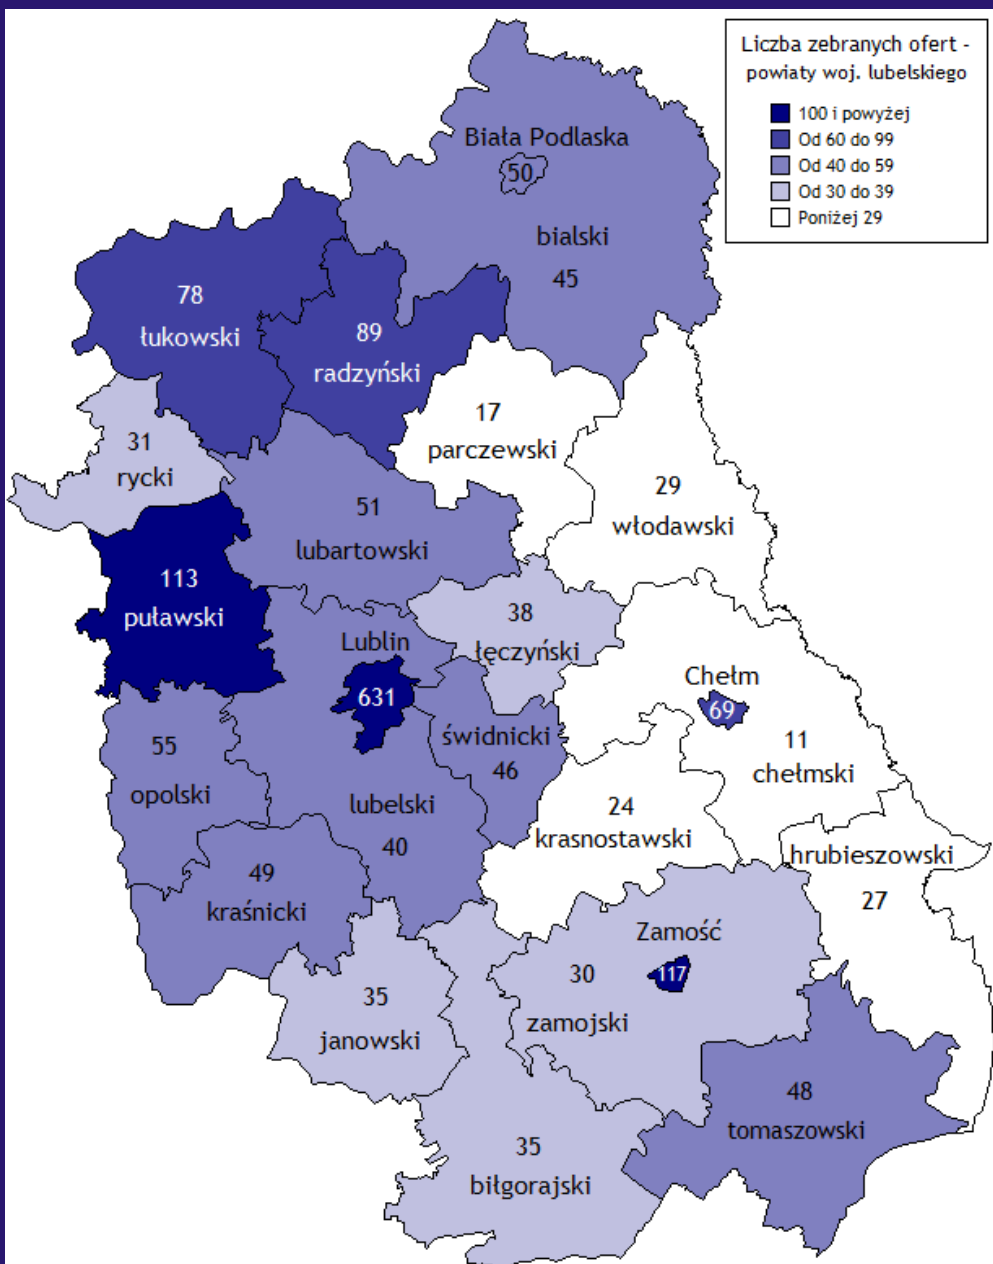 Liczba zebranych ofert -
powiaty woj. lubelskiego
100 i powyżej
Od 60 do 99
Od 40 do 59
Od 30 do 39
Poniżej 29
Biała Podlaska
50
bialski
45
78
łukowski
89
radzyński
17
parczewski
31
rycki
29
włodawski
51
lubartowski
113
puławski
38
łęczyński
Lublin
631
Chełm
69
świdnicki
46
11
chełmski
55
opolski
lubelski
40
24
krasnostawski
hrubieszowski
27
49
kraśnicki
Zamość
117
30
zamojski
35
janowski
48
tomaszowski
35
biłgorajski